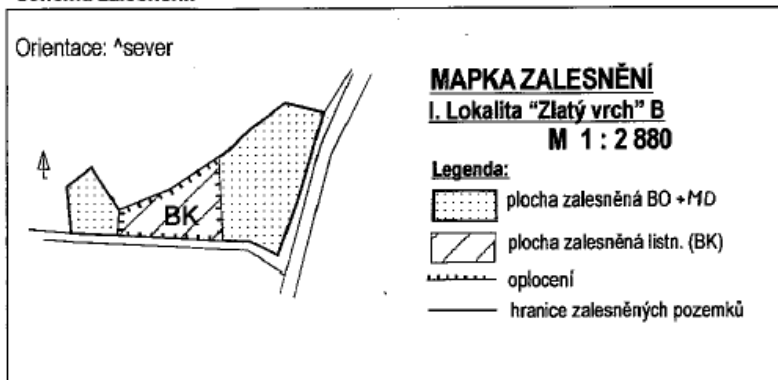 Orientace: ^sever
MAPKA ZALESNĚNÍ
I. Lokalita "Zlatý vrch" B
M 1 : 2 880
Legenda:
plocha zalesněná BO +MD
plocha zalesněná listn. (BK)
oplocení
hranice zalesněných pozemků
BK